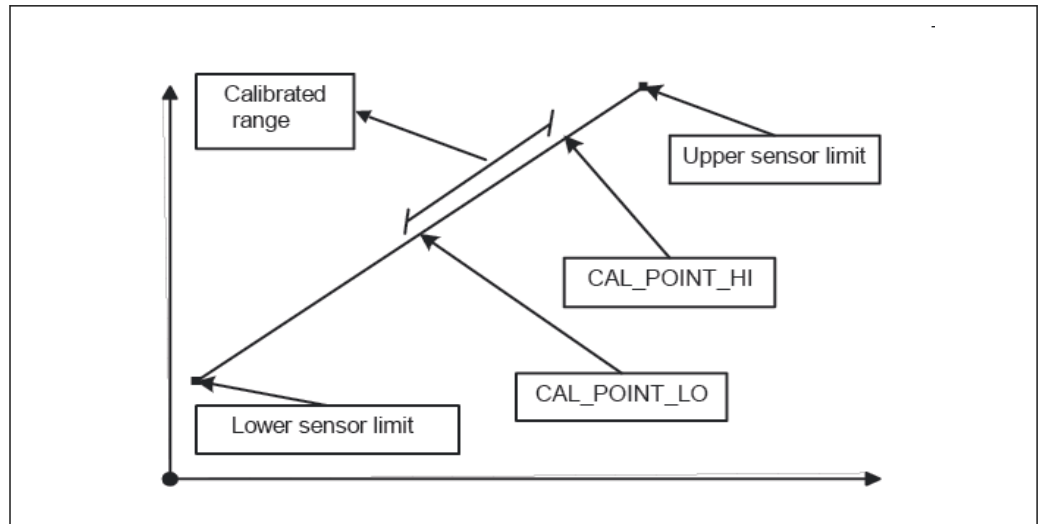 Calibrated
range
Upper sensor limit
CAL_POINT_HI
CAL_POINT_LO
Lower sensor limit